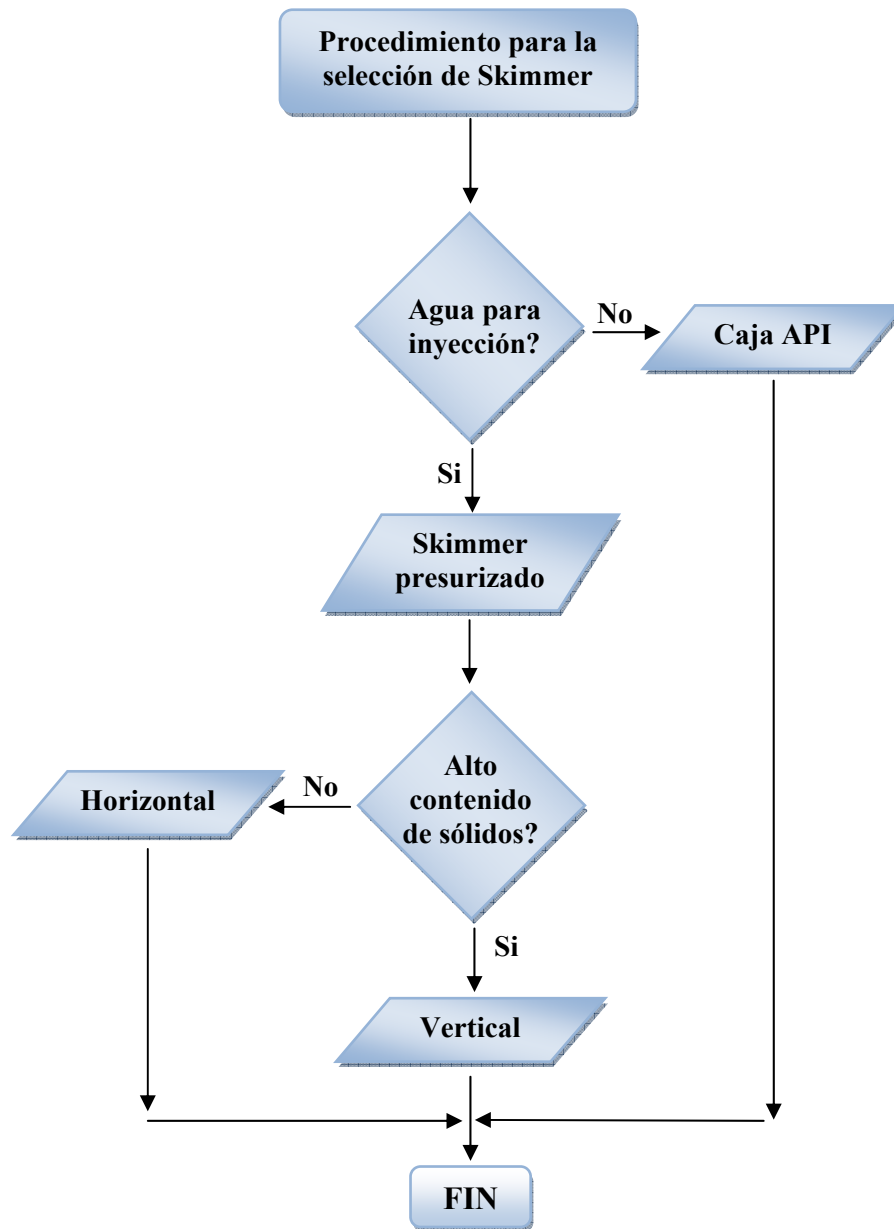 Procedimiento para la
selección de Skimmer
Agua para
inyección?
No
Caja API
Si
Skimmer
presurizado
Alto
contenido
de sólidos?
No
Horizontal
Si
Vertical
FIN